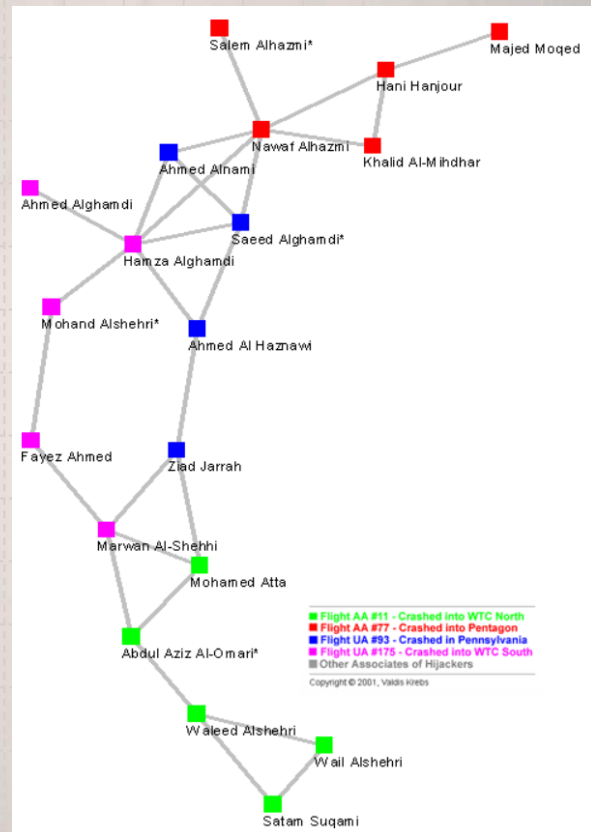 Salem Alhazmi*
Majed Moqed
Hani Hanjour
Nawaf Alhazmi
Khalid Al-Mihdhar
Ahmed Alnami
Ahmed Alghamdi
Saeed Alghamdi*
Hamza Alghamdi
Mohand Alshehri*
Ahmed Al Haznawi
Fayez Ahmed
Ziad Jarrah
Marwan Al-Shehhi
Mohamed Atta
Flight AA #11 - Crashed into WTC North
Flight AA #77 - Crashed into Pentagon
Flight UA #93 - Crashed in Pennsylvania
Flight UA #175 - Crashed into WTC South
Other Associates of Hijackers
Copyright © 2001, Valdis Krebs
Abdul Aziz Al-Omari*
Waleed Alshehri
Wail Alshehri
Satam Suqami